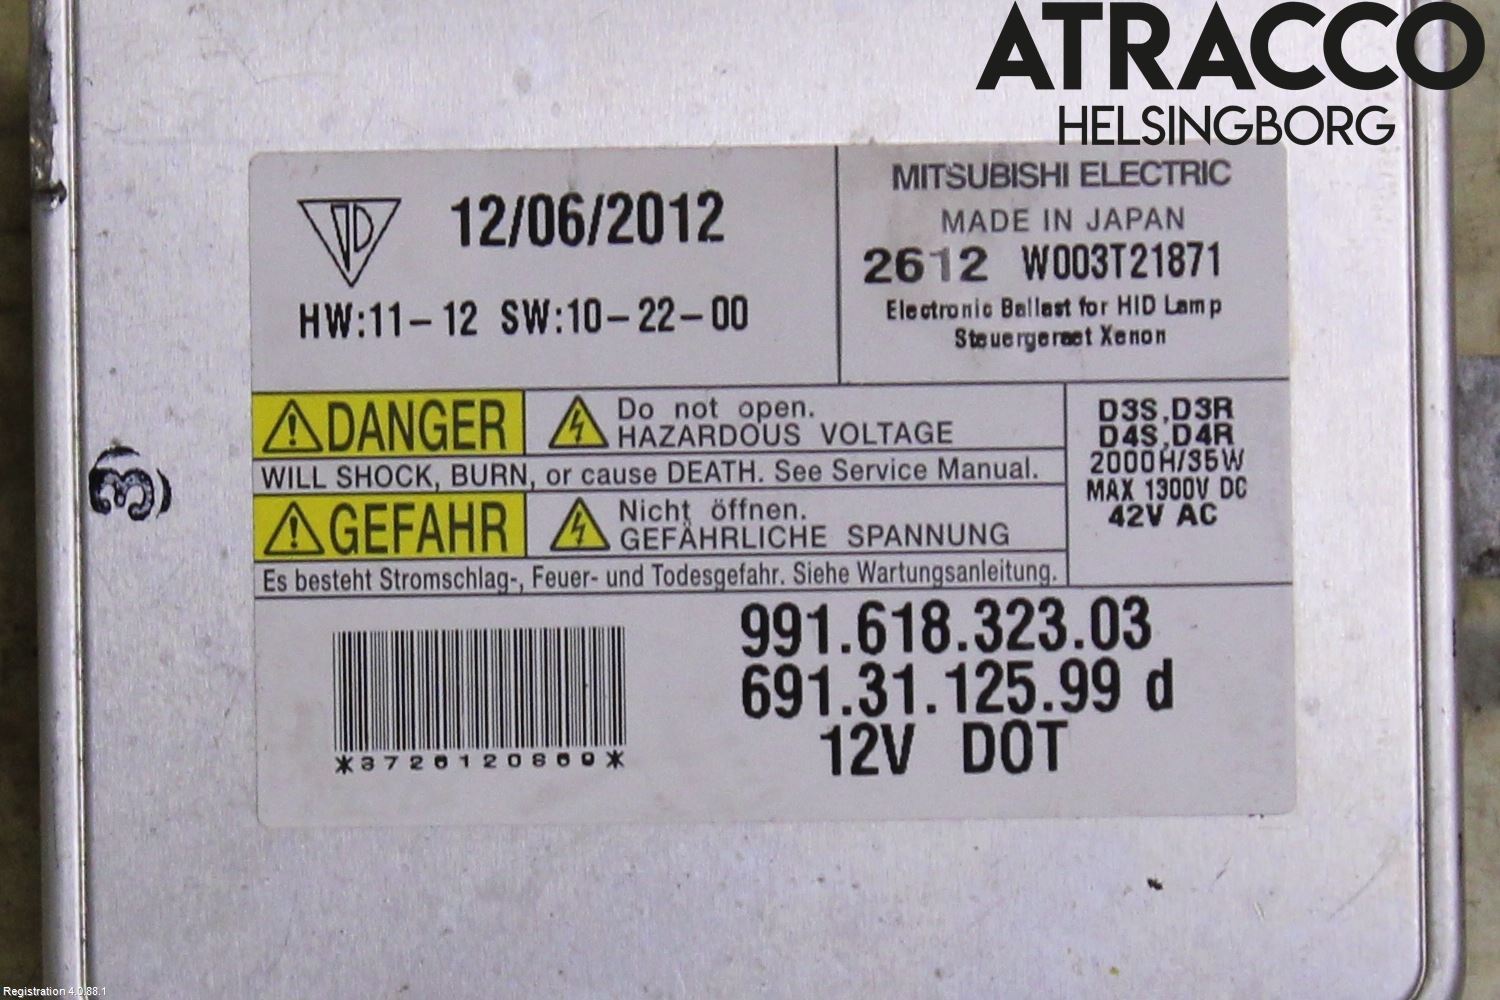 ATRACCO
HELSINGBORG
12/06/2012
HW:11-12 SW:10-22-00
MITSUBISHI ELECTRIC
MADE IN JAPAN
2612 W003T21871
Electronic Ballast for HID Lamp
Steuergeraet Xenon
DANGER
Do not open.
HAZARDOUS VOLTAGE
WILL SHOCK, BURN, or cause DEATH. See Service Manual.
GEFAHR
Nicht öffnen.
GEFÄHRLICHE SPANNUNG
Es besteht Stromschlag-, Feuer- und Todesgefahr. Siehe Wartungsanleitung.
D3S,D3R
D4S,D4R
2000H/35W
MAX 1300V DC
42V AC
3
991.618.323.03
691.31.125.99 d
12V DOT
Registration 4.0.88.1